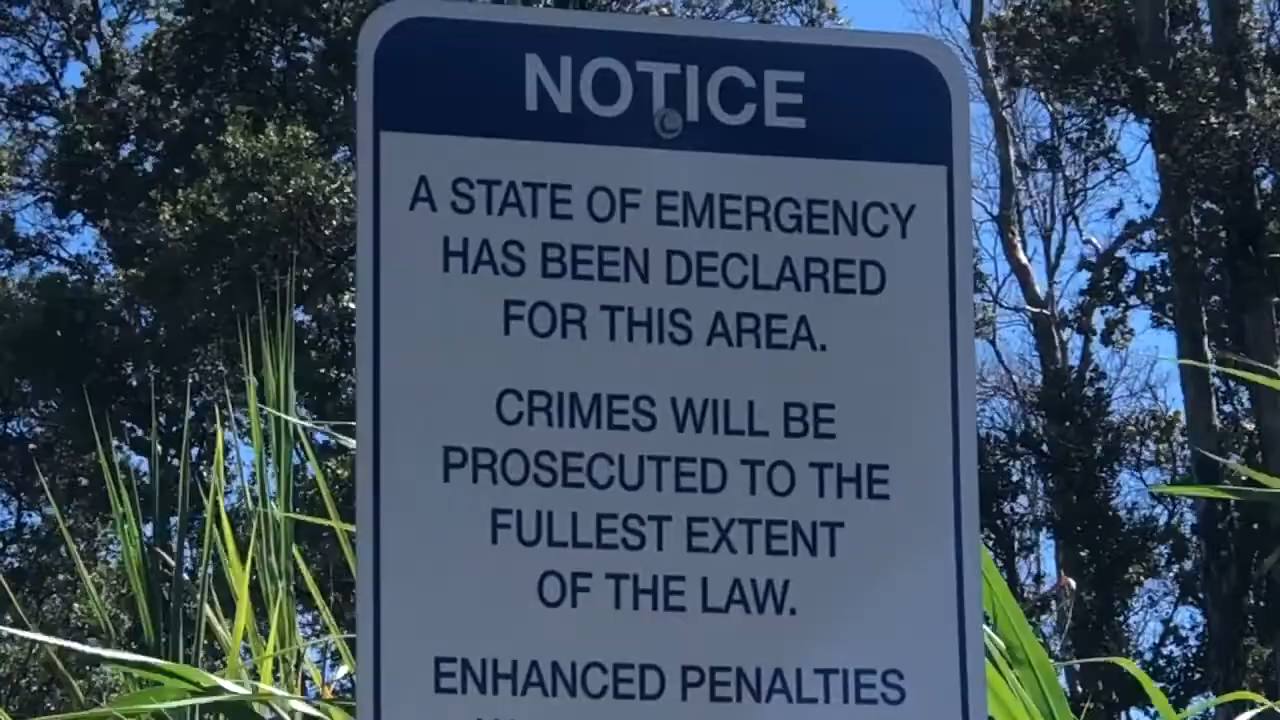 NOTICE
A STATE OF EMERGENCY
HAS BEEN DECLARED
FOR THIS AREA.
CRIMES WILL BE
PROSECUTED TO THE
FULLEST EXTENT
OF THE LAW.
ENHANCED PENALTIES